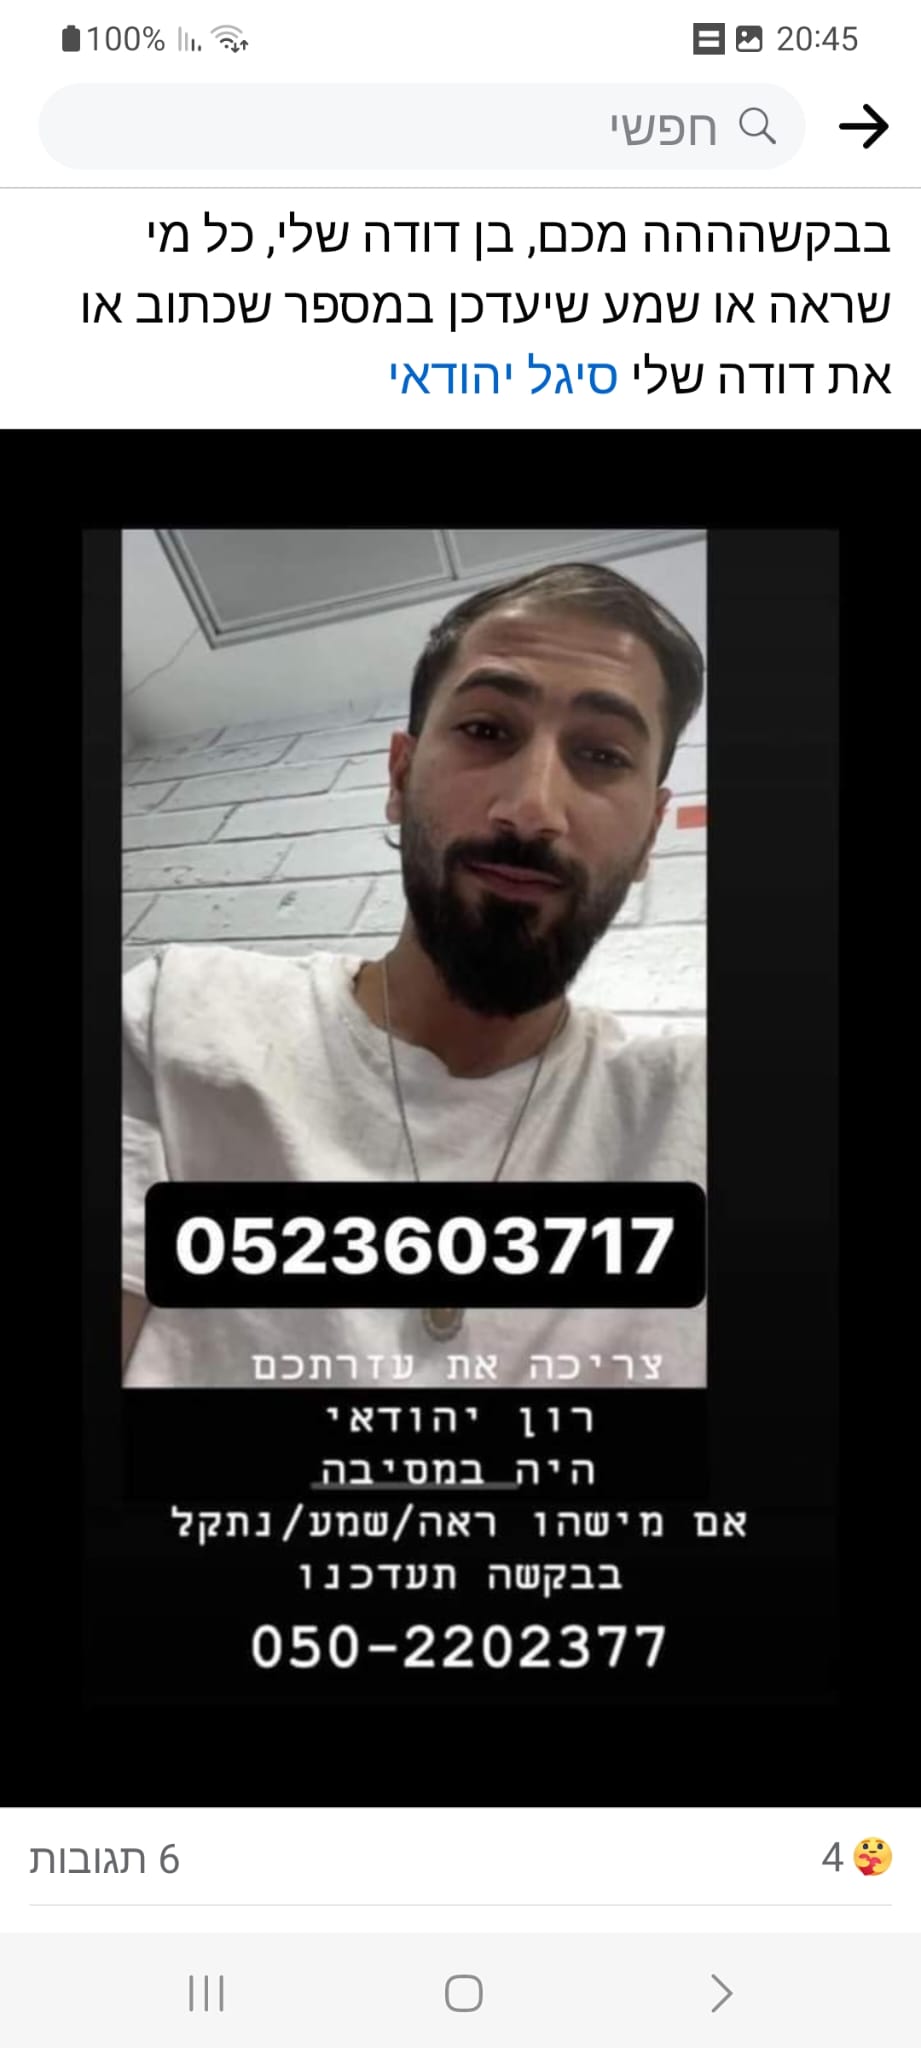 100% 20:45
חפשי
בבקשהההה מכם, בן דודה שלי, כל מי
שראה או שמע שיעדכן במספר שכתוב או
את דודה שלי סיגל יהודאי
0523603717
צריכה את עזרתכם
רון יהודאי
היה במסיבה
אם מישהו ראה/שמע/נתקל
בבקשה תעדכנו
050-2202377
4
6 תגובות